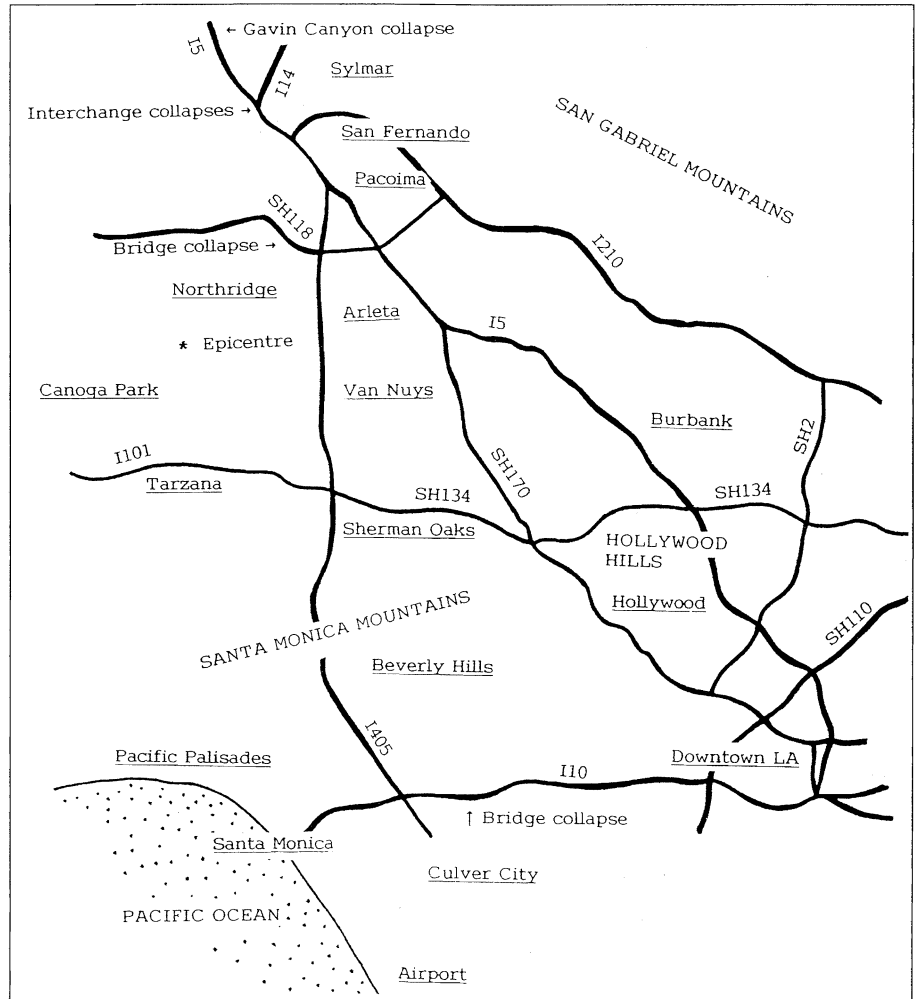 ← Gavin Canyon collapse
I5
I14
Sylmar
Interchange collapses →
SAN GABRIEL MOUNTAINS
San Fernando
Pacoima
SH118
Bridge collapse →
I210
Northridge
Arleta
I5
* Epicentre
Canoga Park
Van Nuys
Burbank
SH2
I101
SH170
Tarzana
SH134
SH134
Sherman Oaks
HOLLYWOOD
HILLS
Hollywood
SANTA MONICA MOUNTAINS
SH110
Beverly Hills
I405
Pacific Palisades
Downtown LA
I10
↑ Bridge collapse
Santa Monica
Culver City
PACIFIC OCEAN
Airport